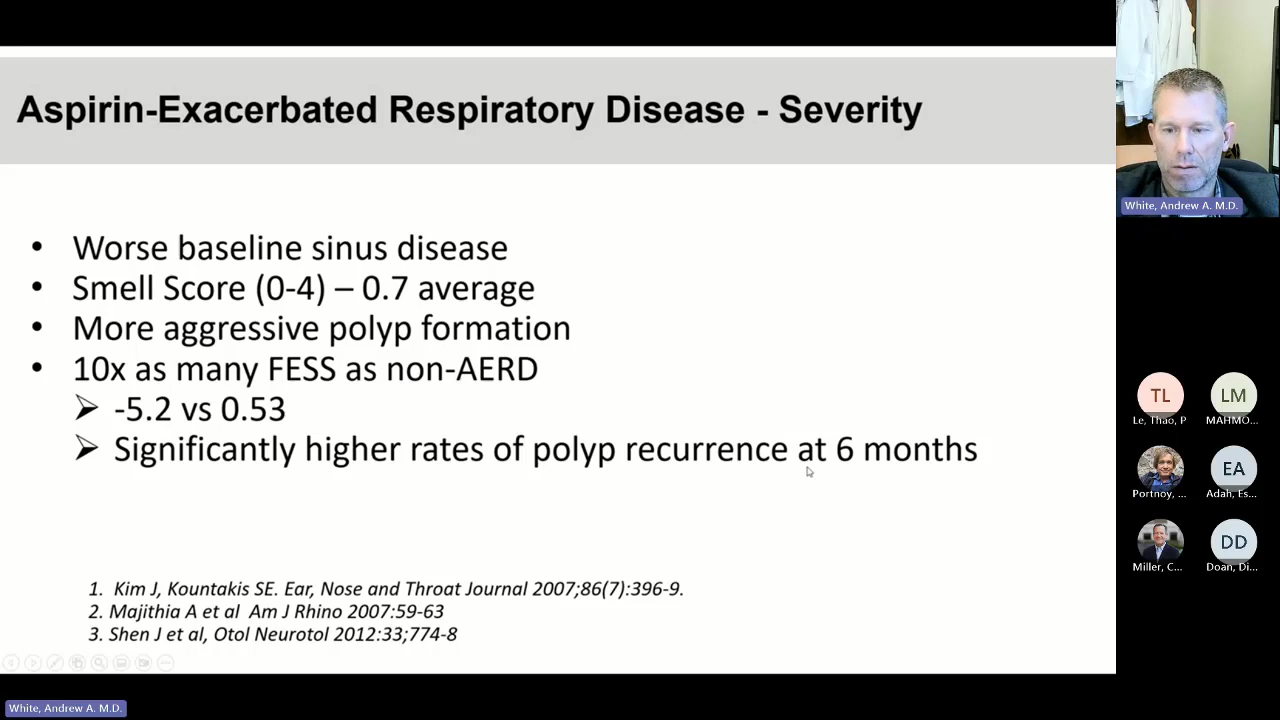 Aspirin-Exacerbated Respiratory Disease - Severity
• Worse baseline sinus disease
• Smell Score (0-4) – 0.7 average
• More aggressive polyp formation
• 10x as many FESS as non-AERD
➢ -5.2 vs 0.53
➢ Significantly higher rates of polyp recurrence at 6 months
1. Kim J, Kountakis SE. Ear, Nose and Throat Journal 2007;86(7):396-9.
2. Majithia A et al Am J Rhino 2007:59-63
3. Shen J et al, Otol Neurotol 2012:33;774-8
White, Andrew A. M.D.
White, Andrew A. M.D.
TL
LM
Le, Thao, P
MAHMO...
EA
Portnoy, ...
Adah, Es...
DD
Miller, C...
Doan, Di...